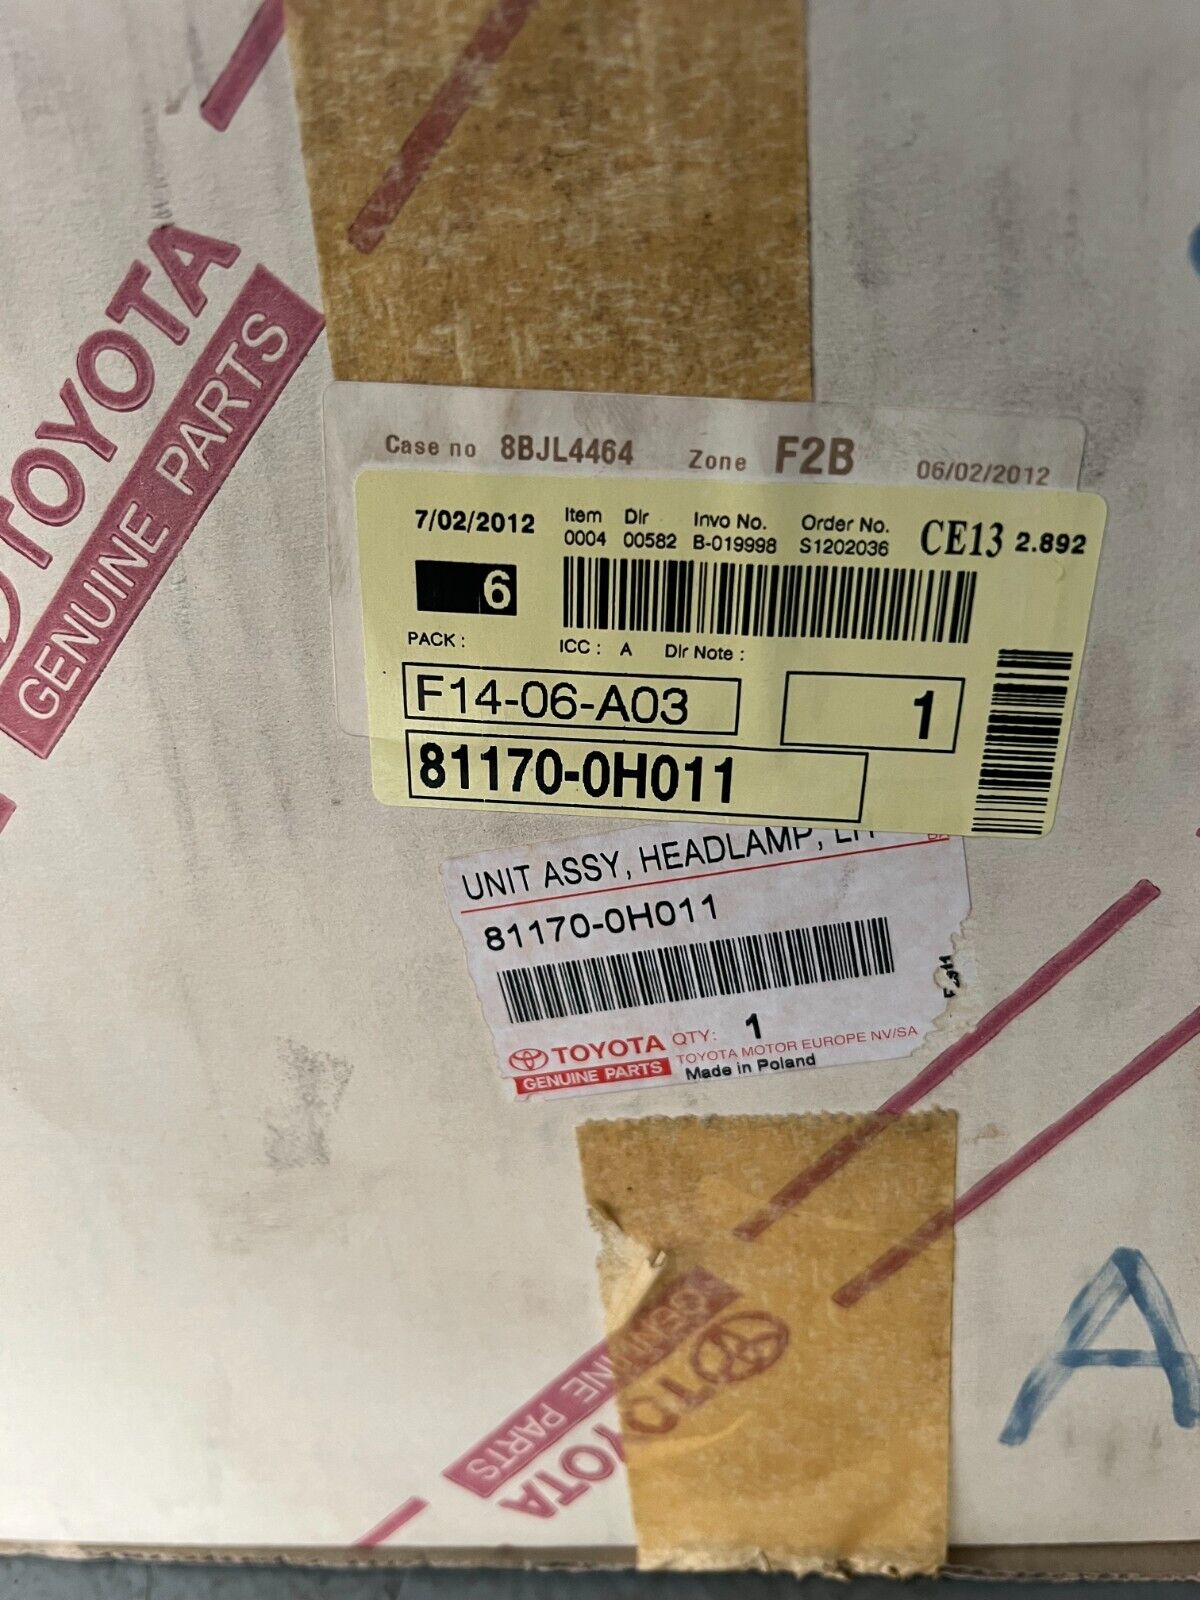 TOYOTA
GENUINE PARTS
Case no 8BJL4464 Zone F2B 06/02/2012
7/02/2012 Item Dlr Invo No. Order No. CE13 2.892
0004 00582 B-019998 S1202036
6
PACK : ICC : A Dlr Note :
F14-06-A03 1
81170-0H011
UNIT ASSY, HEADLAMP, LH
81170-0H011
TOYOTA QTY: 1
GENUINE PARTS TOYOTA MOTOR EUROPE NV/SA
Made in Poland
GENUINE PARTS
TOYOTA
A